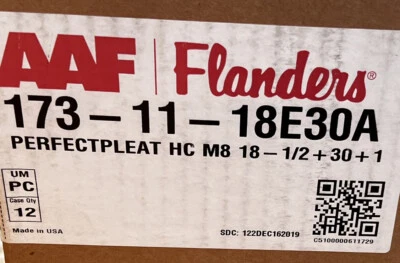 AAF | Flanders®
173-11-18E30A
PERFECTPLEAT HC M8 18-1/2+30+1
UM
PC
Case Qty
12
Made in USA
SDC: 122DEC162019
C5100000611729